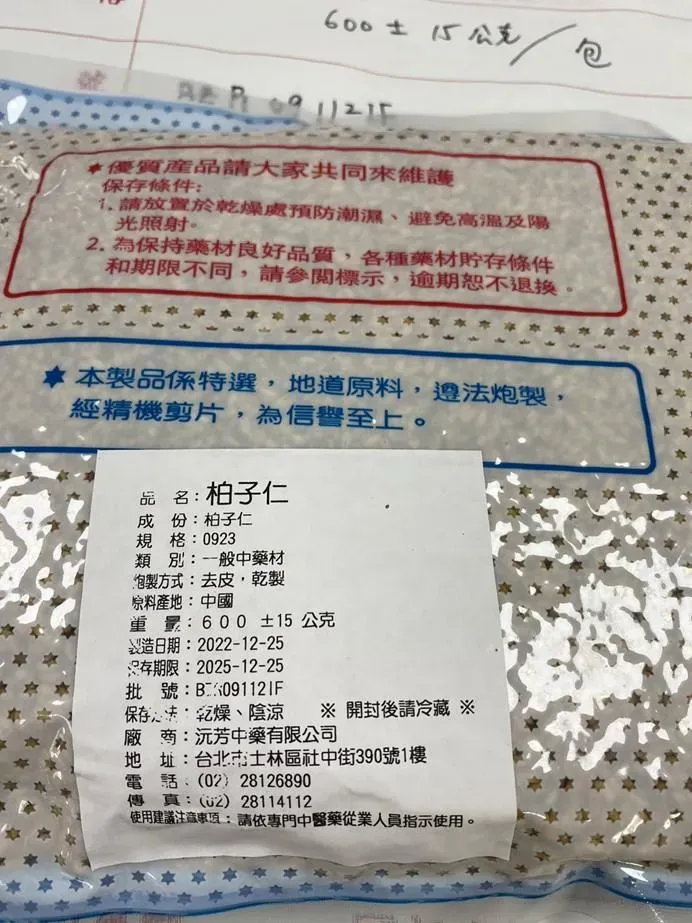 600±15公克/包
*優質產品請大家共同來維護
保存條件:
1. 請放置於乾燥處預防潮濕、避免高溫及陽
光照射。
2. 為保持藥材良好品質，各種藥材貯存條件
和期限不同，請參閱標示，逾期恕不退換。
★本製品係特選，地道原料，遵法炮製，
經精機剪片，為信譽至上。
品 名：柏子仁
成 份：柏子仁
規 格：0923
類 別：一般中藥材
炮製方式：去皮，乾製
原料產地：中國
重 量：600 ±15 公克
製造日期：2022-12-25
保存期限：2025-12-25
批 號：
保存方法：乾燥、陰涼 ※ 開封後請冷藏 ※
廠 商：沅芳中藥有限公司
地 址：台北市士林區社中街390號1樓
電 話：(02) 28126890
傳 真：(02) 28114112
使用建議注意事項：請依專門中醫藥從業人員指示使用。